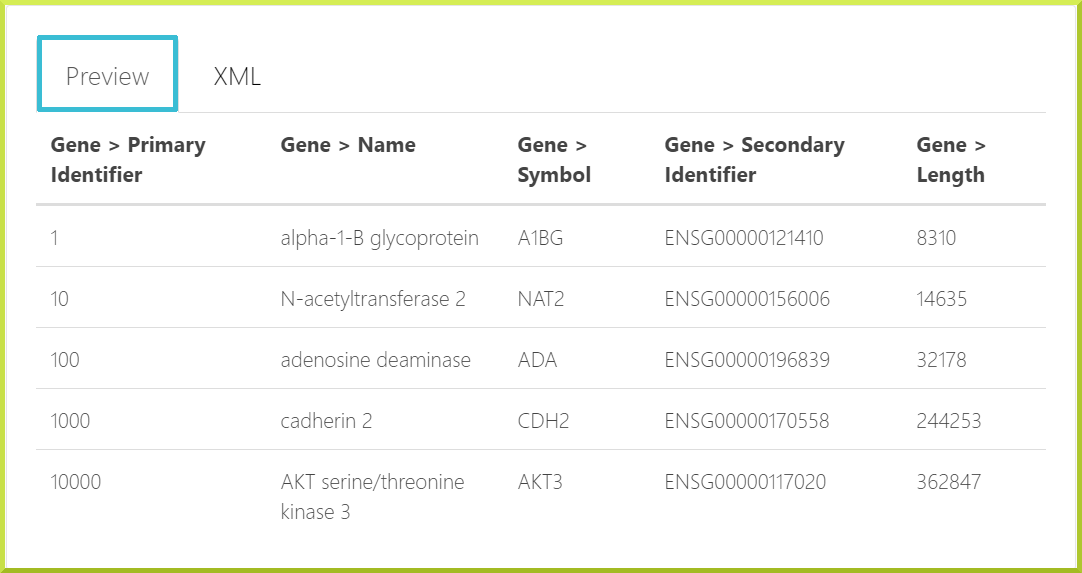 Preview XML
Gene > Primary Identifier Gene > Name Gene > Symbol Gene > Secondary Identifier Gene > Length
1 alpha-1-B glycoprotein A1BG ENSG00000121410 8310
10 N-acetyltransferase 2 NAT2 ENSG00000156006 14635
100 adenosine deaminase ADA ENSG00000196839 32178
1000 cadherin 2 CDH2 ENSG00000170558 244253
10000 AKT serine/threonine kinase 3 AKT3 ENSG00000117020 362847